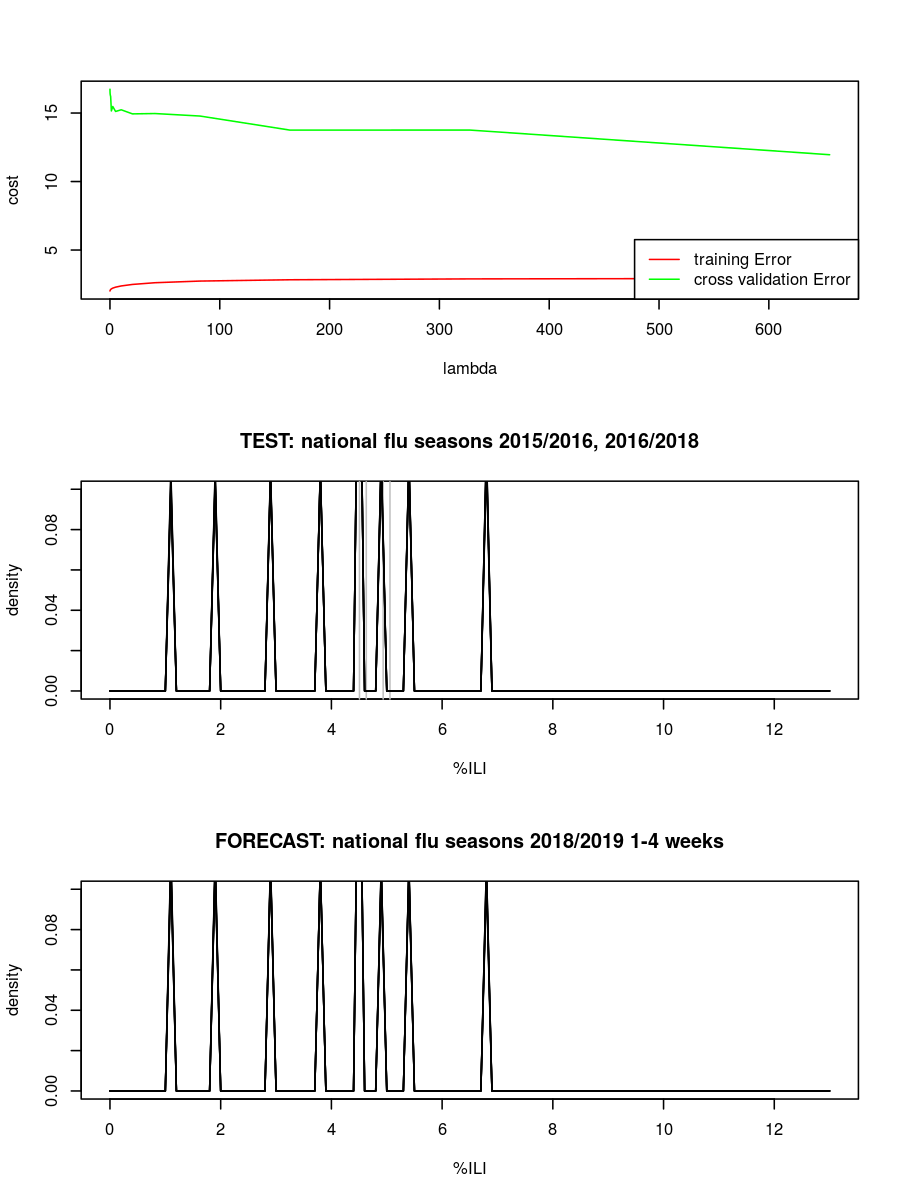 15
10
5
cost
training Error
cross validation Error
0 100 200 300 400 500 600
lambda
TEST: national flu seasons 2015/2016, 2016/2018
0.08
0.04
0.00
density
0 2 4 6 8 10 12
%ILI
FORECAST: national flu seasons 2018/2019 1-4 weeks
0.08
0.04
0.00
density
0 2 4 6 8 10 12
%ILI